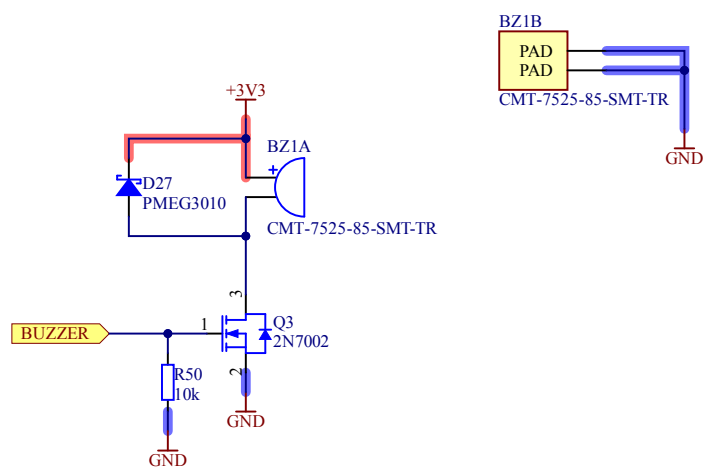 BZ1B
PAD
PAD
CMT-7525-85-SMT-TR
GND
+3V3
BZ1A
+
D27
PMEG3010
CMT-7525-85-SMT-TR
3
Q3
2N7002
1
BUZZER
2
R50
10k
GND
GND